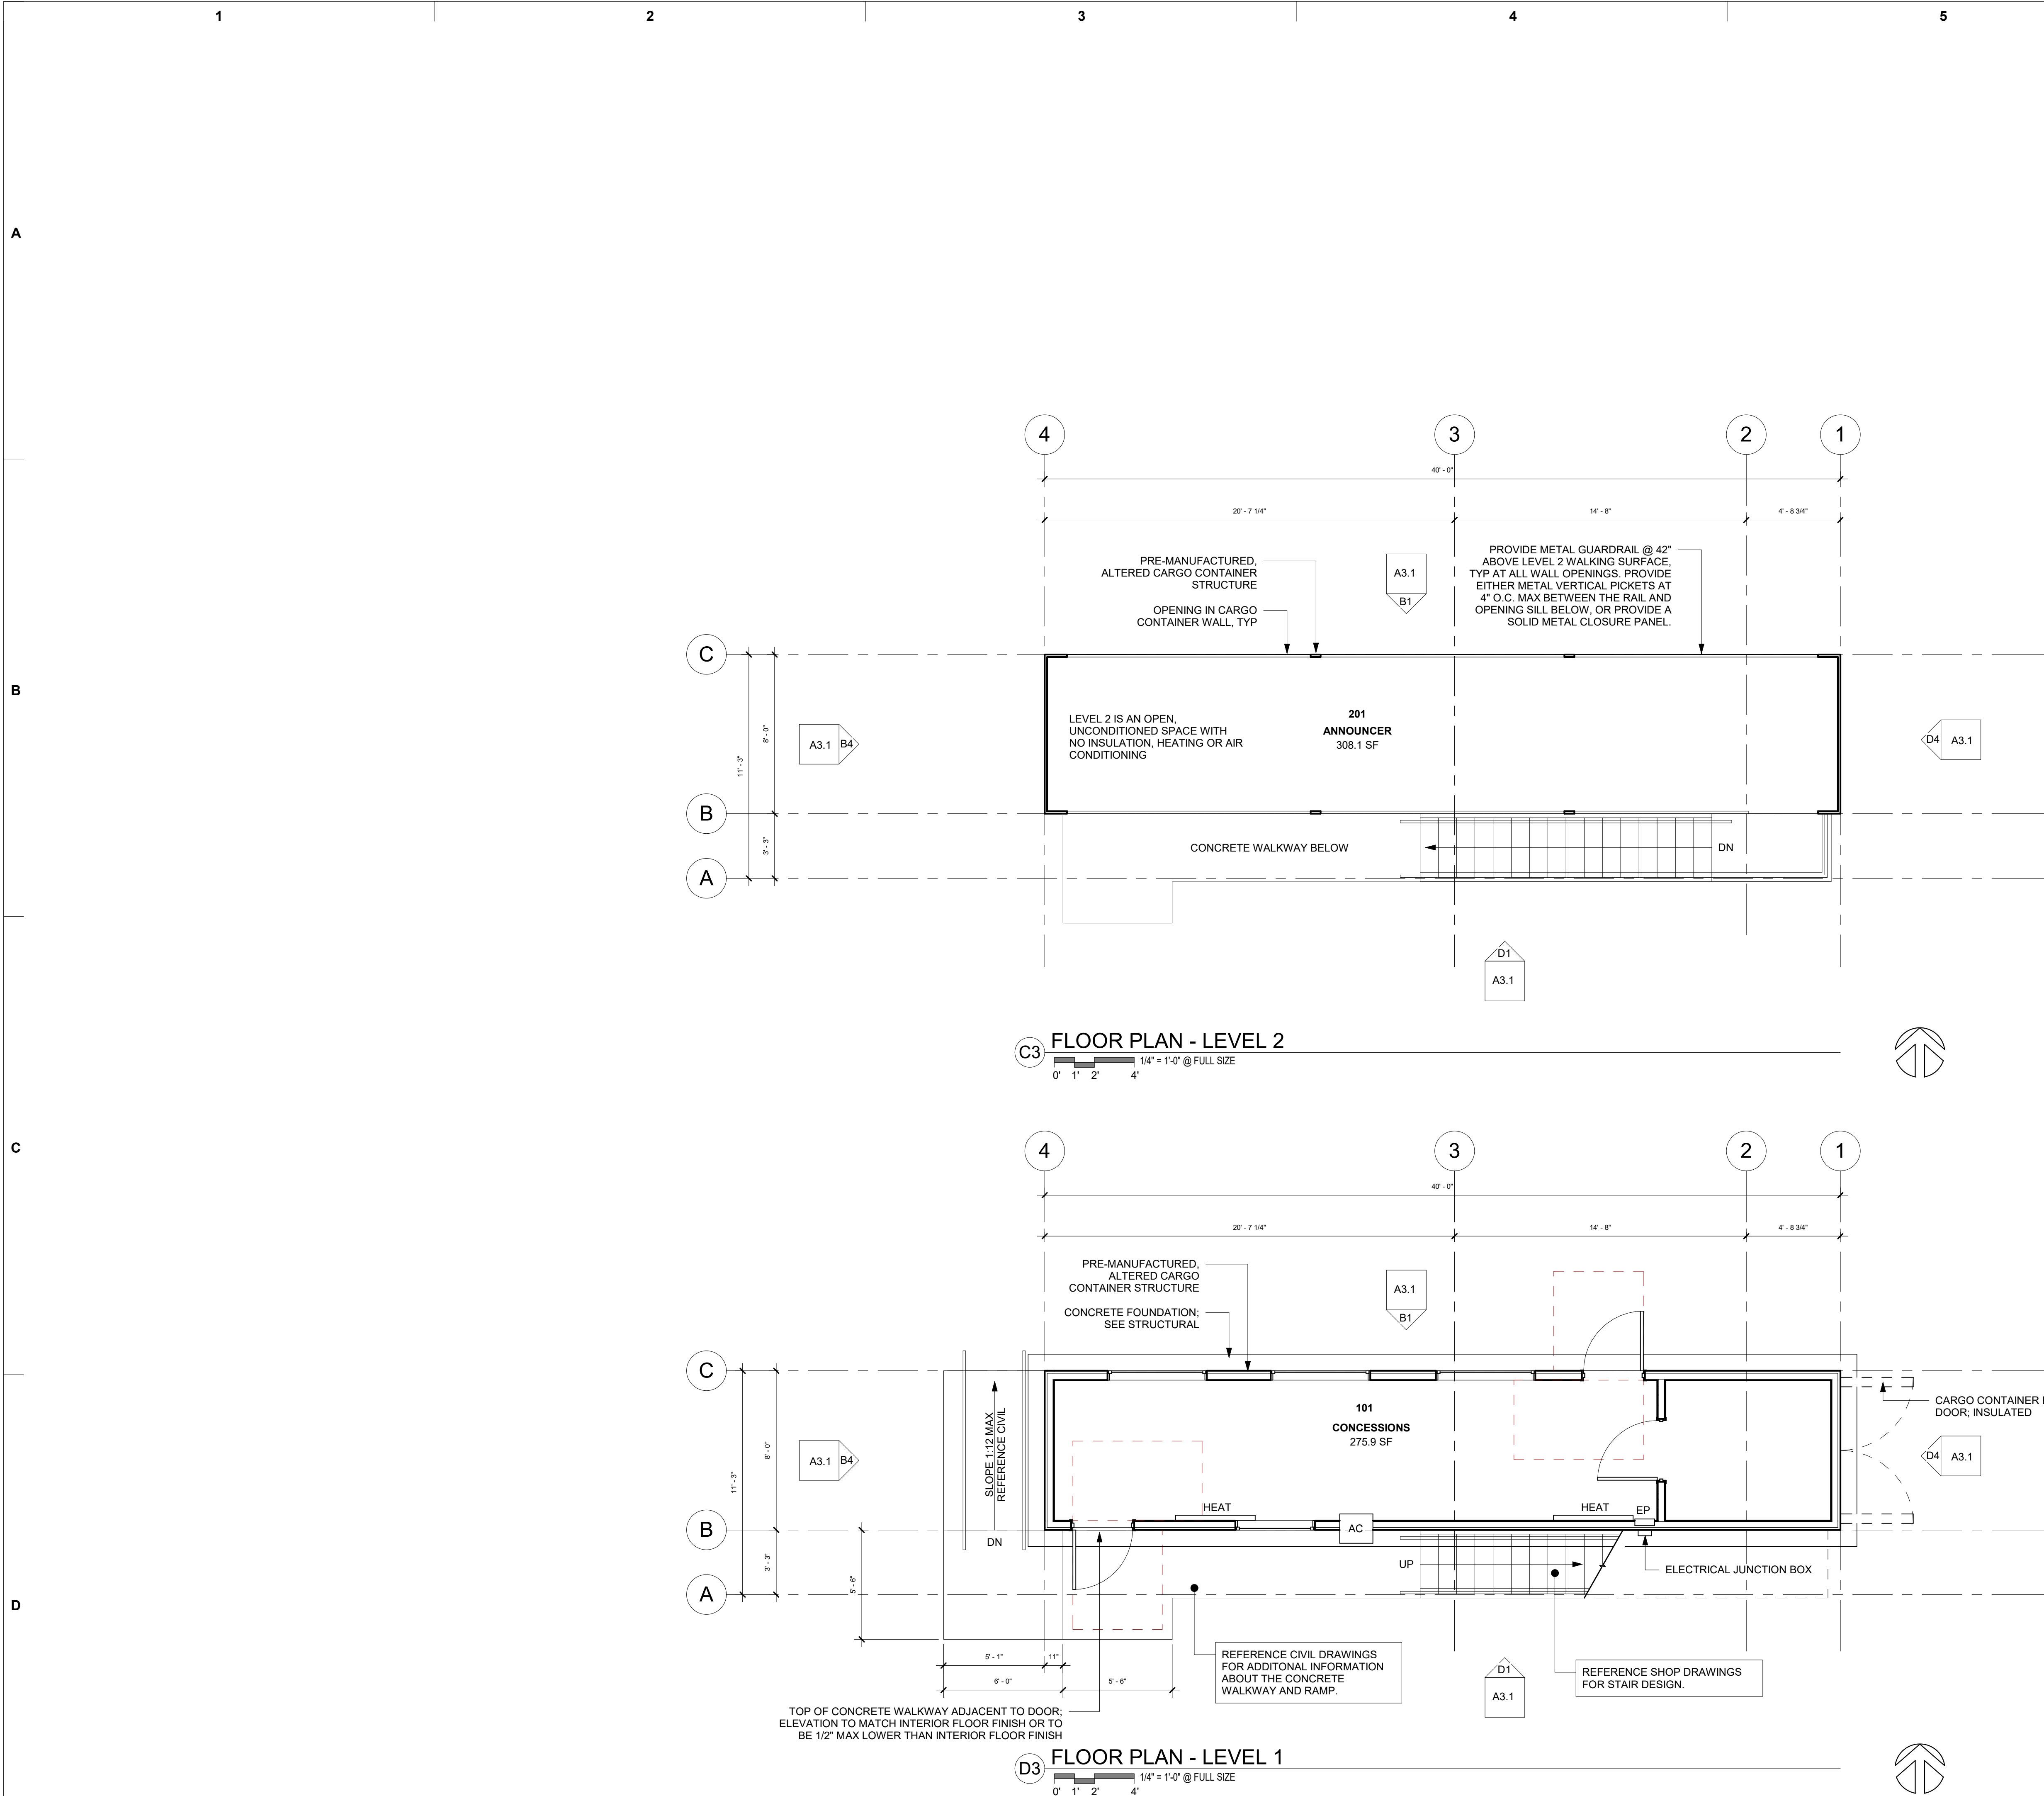 1
2
3
4
5
A
B
C
D
4
3
2
1
40' - 0"
20' - 7 1/4"
14' - 8"
4' - 8 3/4"
PRE-MANUFACTURED,
ALTERED CARGO CONTAINER
STRUCTURE
OPENING IN CARGO
CONTAINER WALL, TYP
A3.1
B1
PROVIDE METAL GUARDRAIL @ 42"
ABOVE LEVEL 2 WALKING SURFACE,
TYP AT ALL WALL OPENINGS. PROVIDE
EITHER METAL VERTICAL PICKETS AT
4" O.C. MAX BETWEEN THE RAIL AND
OPENING SILL BELOW, OR PROVIDE A
SOLID METAL CLOSURE PANEL.
C
B
A
11' - 3"
8' - 0"
3' - 3"
A3.1
B4
LEVEL 2 IS AN OPEN,
UNCONDITIONED SPACE WITH
NO INSULATION, HEATING OR AIR
CONDITIONING
201
ANNOUNCER
308.1 SF
D4
A3.1
CONCRETE WALKWAY BELOW
DN
D1
A3.1
C3
FLOOR PLAN - LEVEL 2
1/4" = 1'-0" @ FULL SIZE
0'
1'
2'
4'
4
3
2
1
40' - 0"
20' - 7 1/4"
14' - 8"
4' - 8 3/4"
PRE-MANUFACTURED,
ALTERED CARGO
CONTAINER STRUCTURE
CONCRETE FOUNDATION;
SEE STRUCTURAL
A3.1
B1
C
B
A
11' - 3"
8' - 0"
3' - 3"
5' - 6"
A3.1
B4
SLOPE 1:12 MAX
REFERENCE CIVIL
DN
101
CONCESSIONS
275.9 SF
CARGO CONTAINER
DOOR; INSULATED
D4
A3.1
HEAT
AC
HEAT
EP
UP
ELECTRICAL JUNCTION BOX
5' - 1"
11"
6' - 0"
5' - 6"
REFERENCE CIVIL DRAWINGS
FOR ADDITONAL INFORMATION
ABOUT THE CONCRETE
WALKWAY AND RAMP.
D1
A3.1
REFERENCE SHOP DRAWINGS
FOR STAIR DESIGN.
TOP OF CONCRETE WALKWAY ADJACENT TO DOOR;
ELEVATION TO MATCH INTERIOR FLOOR FINISH OR TO
BE 1/2" MAX LOWER THAN INTERIOR FLOOR FINISH
D3
FLOOR PLAN - LEVEL 1
1/4" = 1'-0" @ FULL SIZE
0'
1'
2'
4'